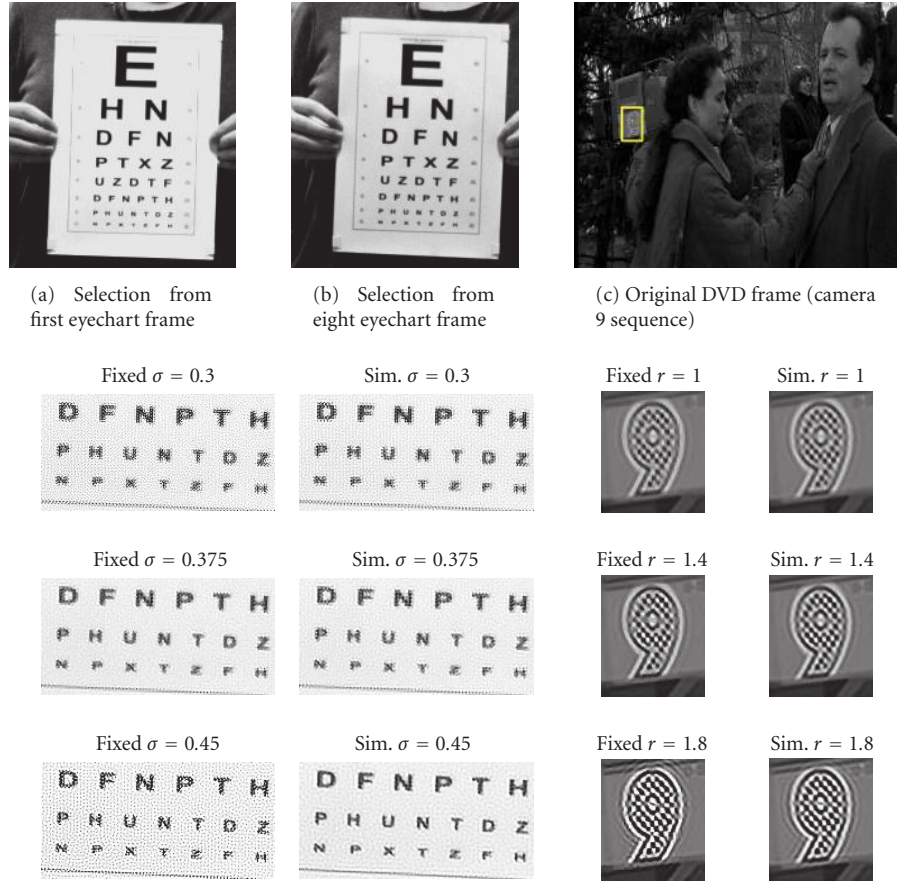 E
E
H N
H N
D F N
D F N
P T X Z
P T X Z
U Z D T F
U Z D T F
D F N P T H
D F N P T H
P H U N T D Z
P H U N T D Z
N P X T Z F H
N P X T Z F H
(a) Selection from
first eyechart frame
(b) Selection from
eight eyechart frame
(c) Original DVD frame (camera
9 sequence)
Fixed σ = 0.3
Sim. σ = 0.3
Fixed r = 1
Sim. r = 1
D F N P T H
P H U N T D Z
N P X T Z F H
D F N P T H
P H U N T D Z
N P X T Z F H
9
9
Fixed σ = 0.375
Sim. σ = 0.375
Fixed r = 1.4
Sim. r = 1.4
D F N P T H
P H U N T D Z
N P X T Z F H
D F N P T H
P H U N T D Z
N P X T Z F H
9
9
Fixed σ = 0.45
Sim. σ = 0.45
Fixed r = 1.8
Sim. r = 1.8
D F N P T H
P H U N T D Z
N P X T Z F H
D F N P T H
P H U N T D Z
N P X T Z F H
9
9